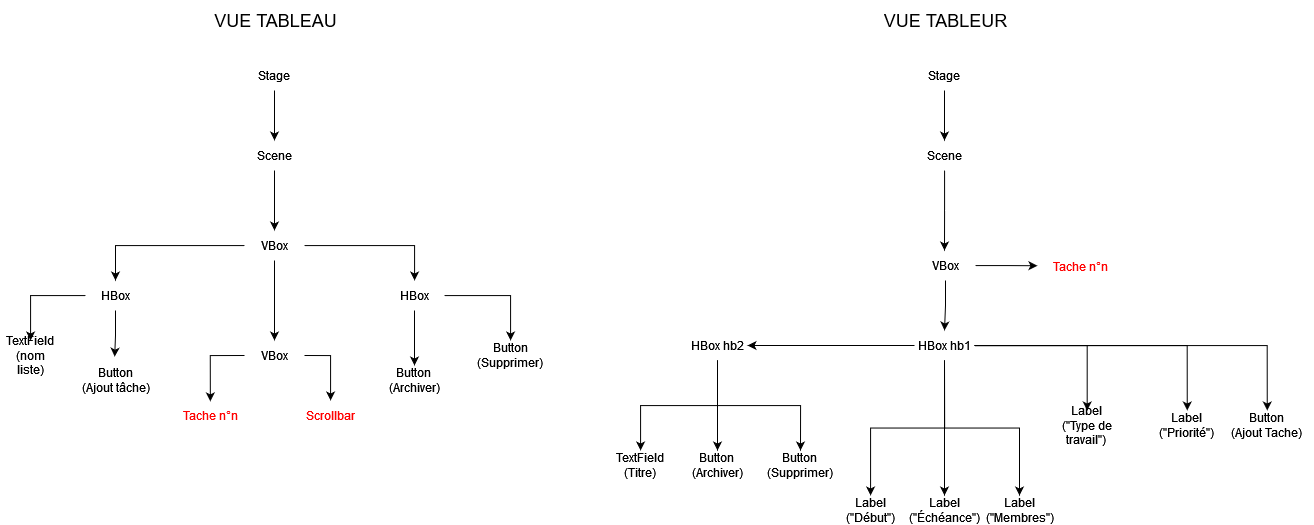 VUE TABLEAU
Stage
Scene
VBox
HBox
HBox
TextField
(nom
liste)
Button
(Ajout tâche)
VBox
Button
(Archiver)
Button
(Supprimer)
Tache n°n
Scrollbar
VUE TABLEUR
Stage
Scene
VBox
Tache n°n
HBox hb2
HBox hb1
TextField
(Titre)
Button
(Archiver)
Button
(Supprimer)
Label
("Début")
Label
("Échéance")
Label
("Membres")
Label
("Type de
travail")
Label
("Priorité")
Button
(Ajout Tache)